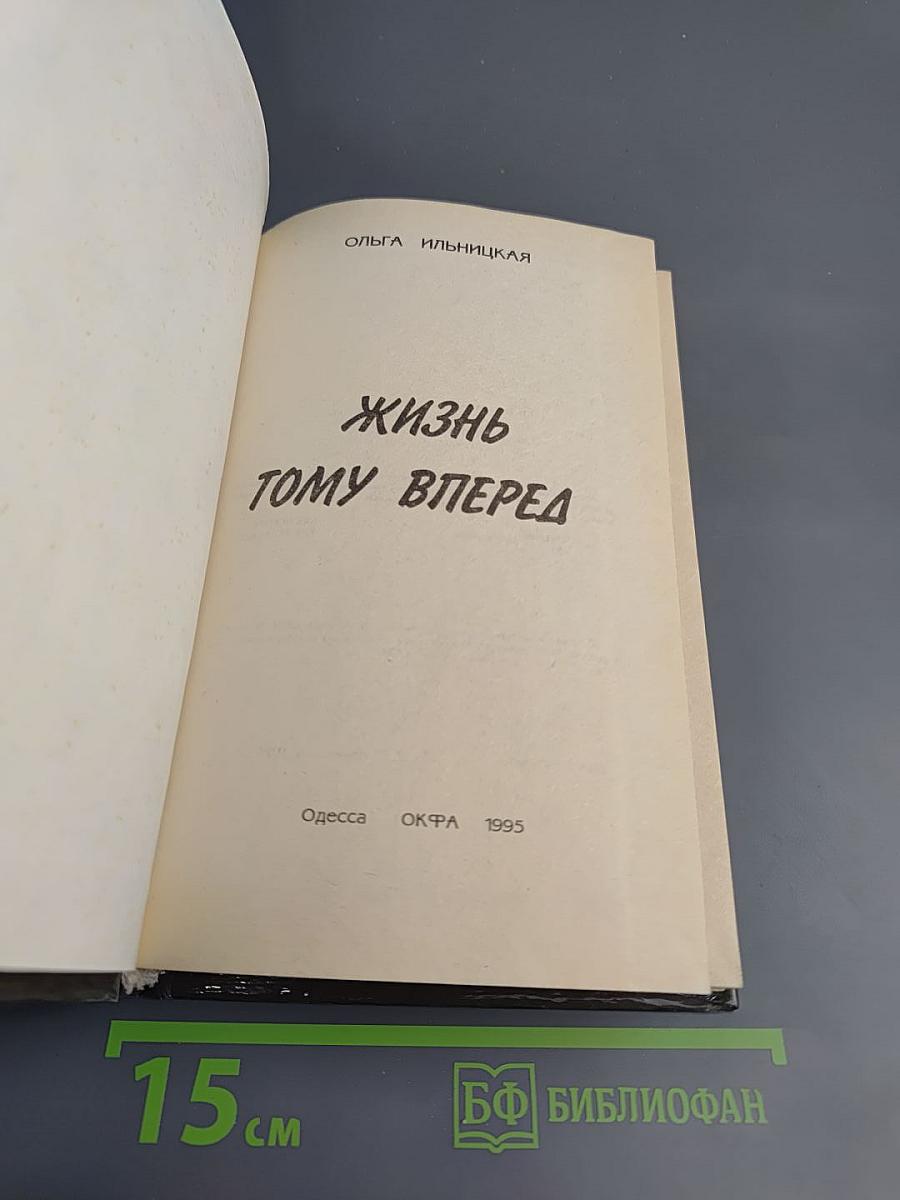 ОЛЬГА ИЛЬНИЦКАЯ
ЖИЗНЬ
ТОМУ ВПЕРЕД
Одесса ОКФА 1995
15 см
БФ БИБЛИОФАН